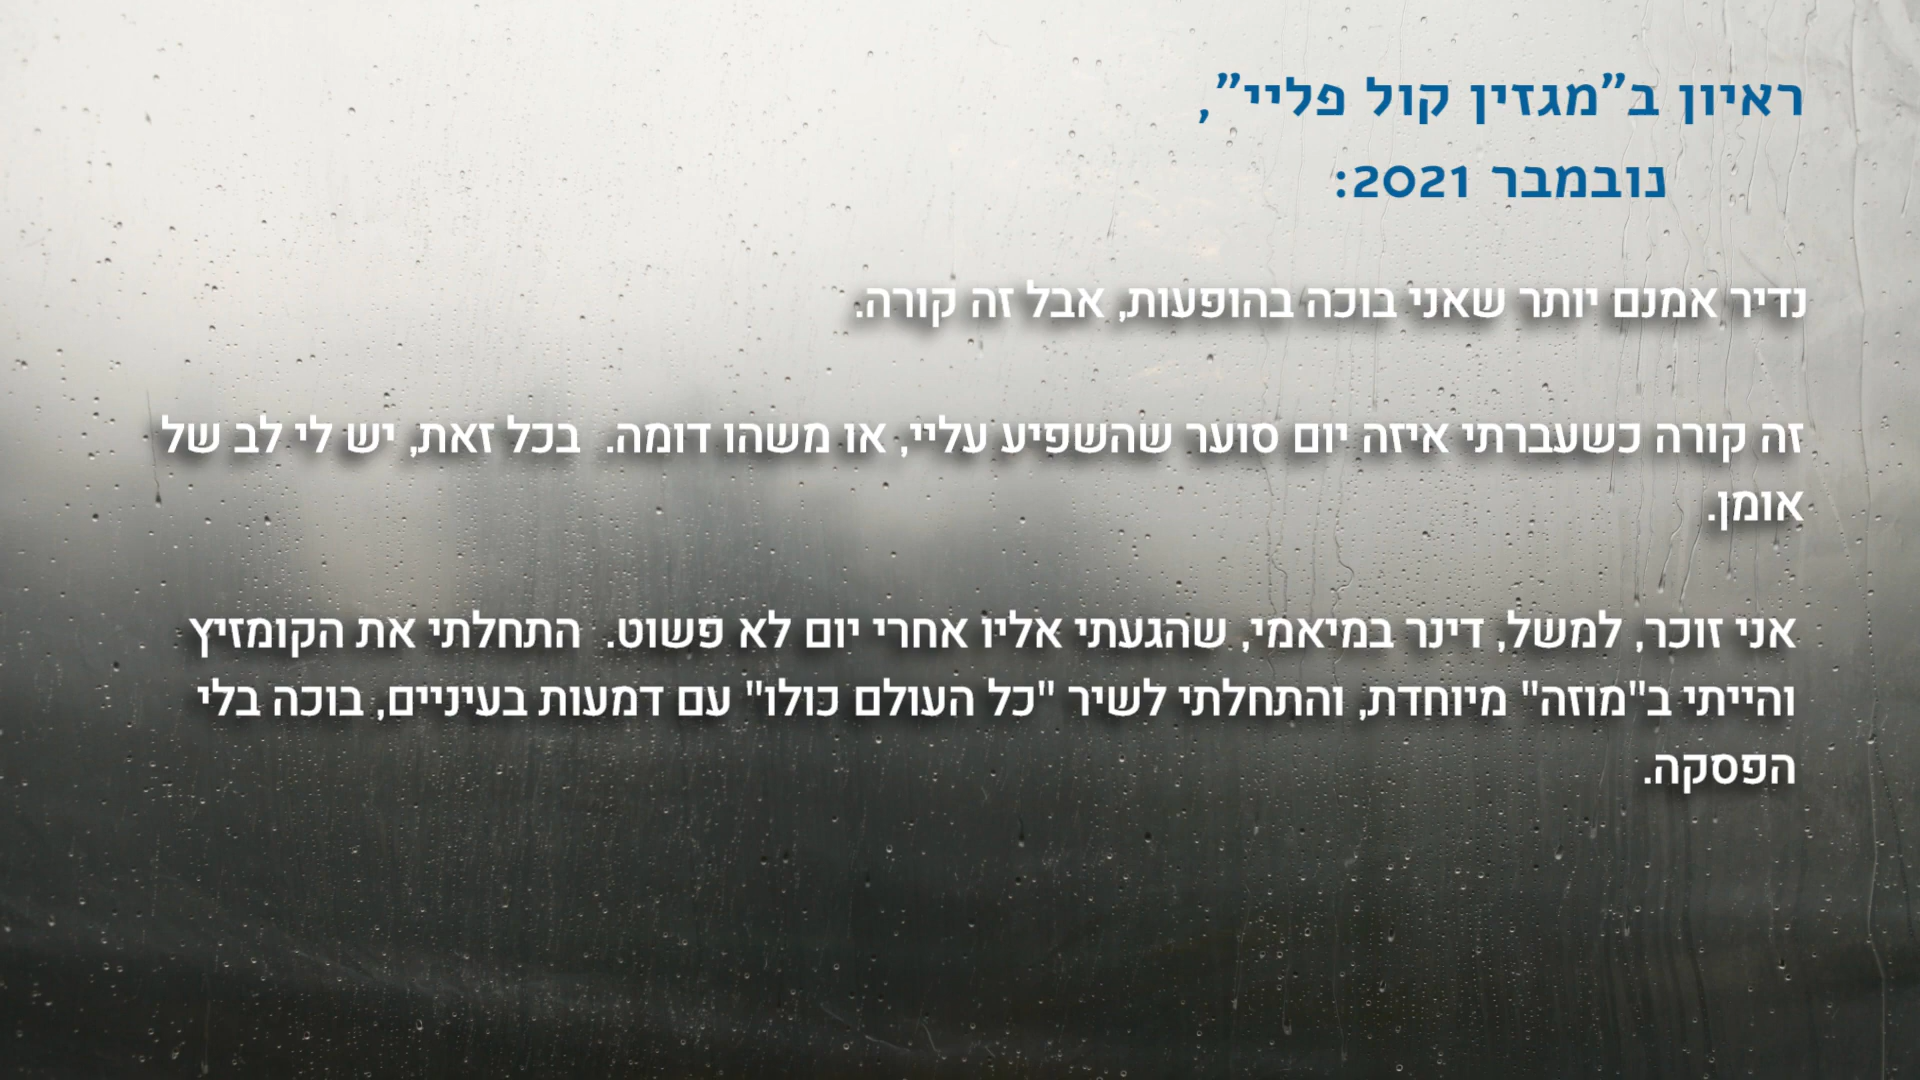 ראיון ב"מגזין קול פליי",
נובמבר 2021:
נדיר אמנם יותר שאני בוכה בהופעות, אבל זה קורה.
זה קורה כשעברתי איזה יום סוער שהשפיע עליי, או משהו דומה.  בכל זאת, יש לי לב של
אומן.
אני זוכר, למשל, דינר במיאמי, שהגעתי אליו אחרי יום לא פשוט.  התחלתי את הקומזיץ
והייתי ב"מוזה" מיוחדת, והתחלתי לשיר "כל העולם כולו" עם דמעות בעיניים, בוכה בלי
הפסקה.